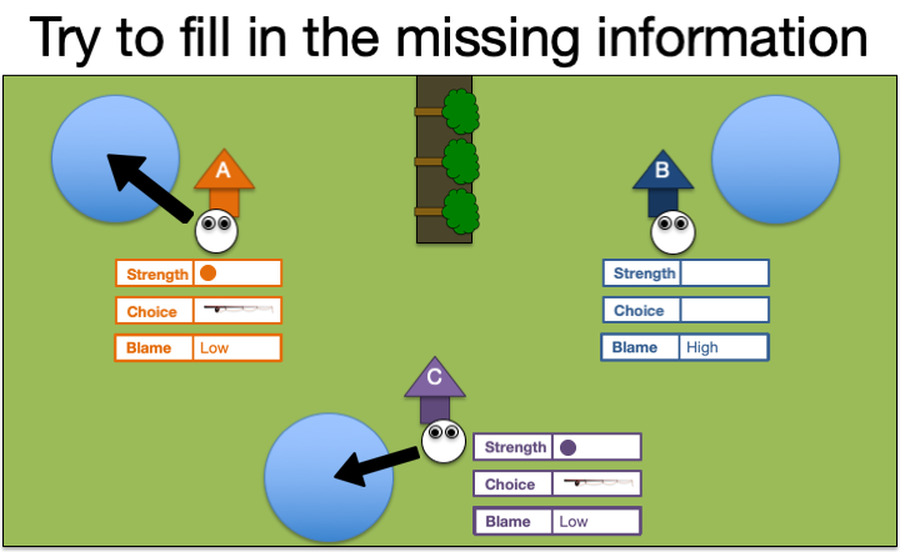 Try to fill in the missing information
A
B
Strength
Choice
Blame Low
Strength
Choice
Blame High
C
Strength
Choice
Blame Low